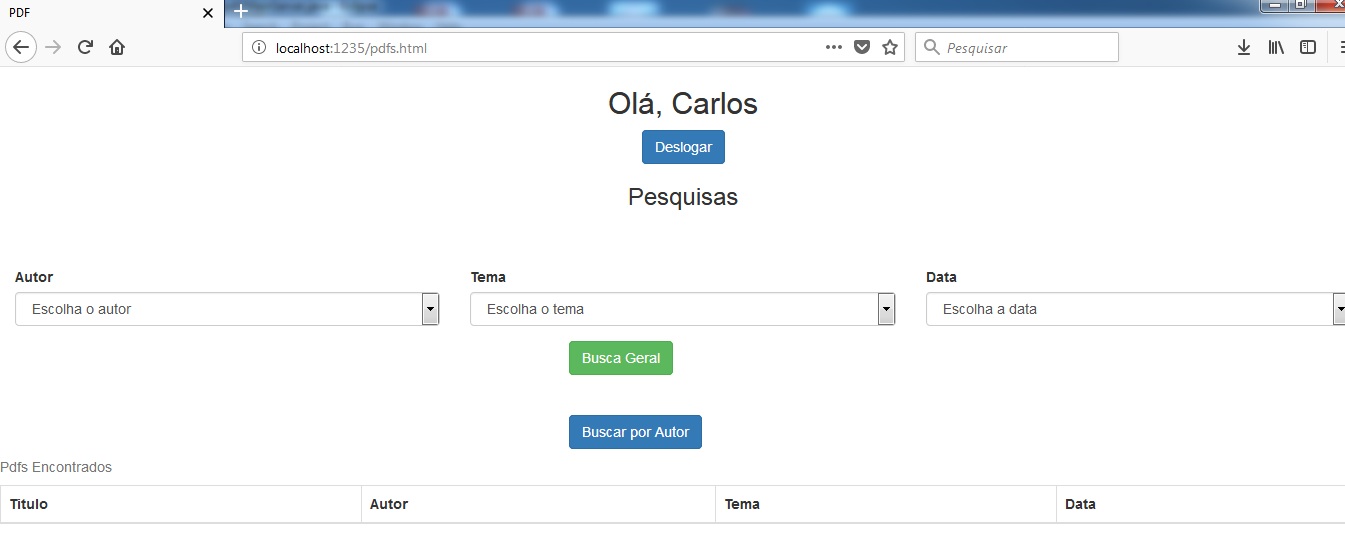 PDF
localhost:1235/pdfs.html
Pesquisar
Olá, Carlos
Deslogar
Pesquisas
Autor Tema Data
Escolha o autor Escolha o tema Escolha a data
Busca Geral
Buscar por Autor
Pdfs Encontrados
Titulo Autor Tema Data